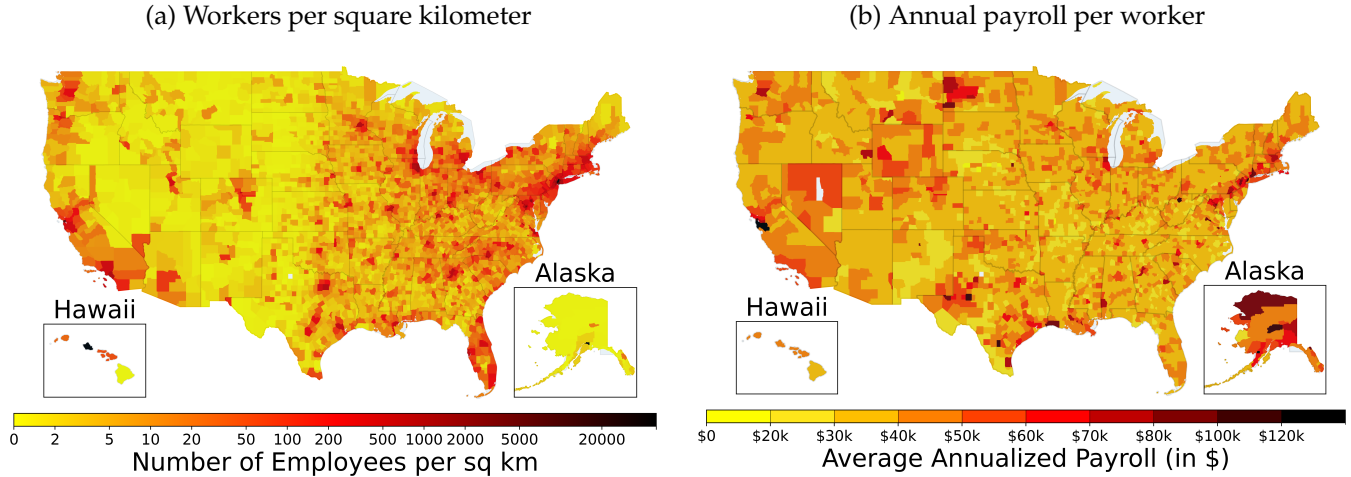 (a) Workers per square kilometer
(b) Annual payroll per worker
Hawaii
Alaska
0 2 5 10 20 50 100 200 500 1000 2000 5000 20000
Number of Employees per sq km
Hawaii
Alaska
$0 $20k $30k $40k $50k $60k $70k $80k $100k $120k
Average Annualized Payroll (in $)